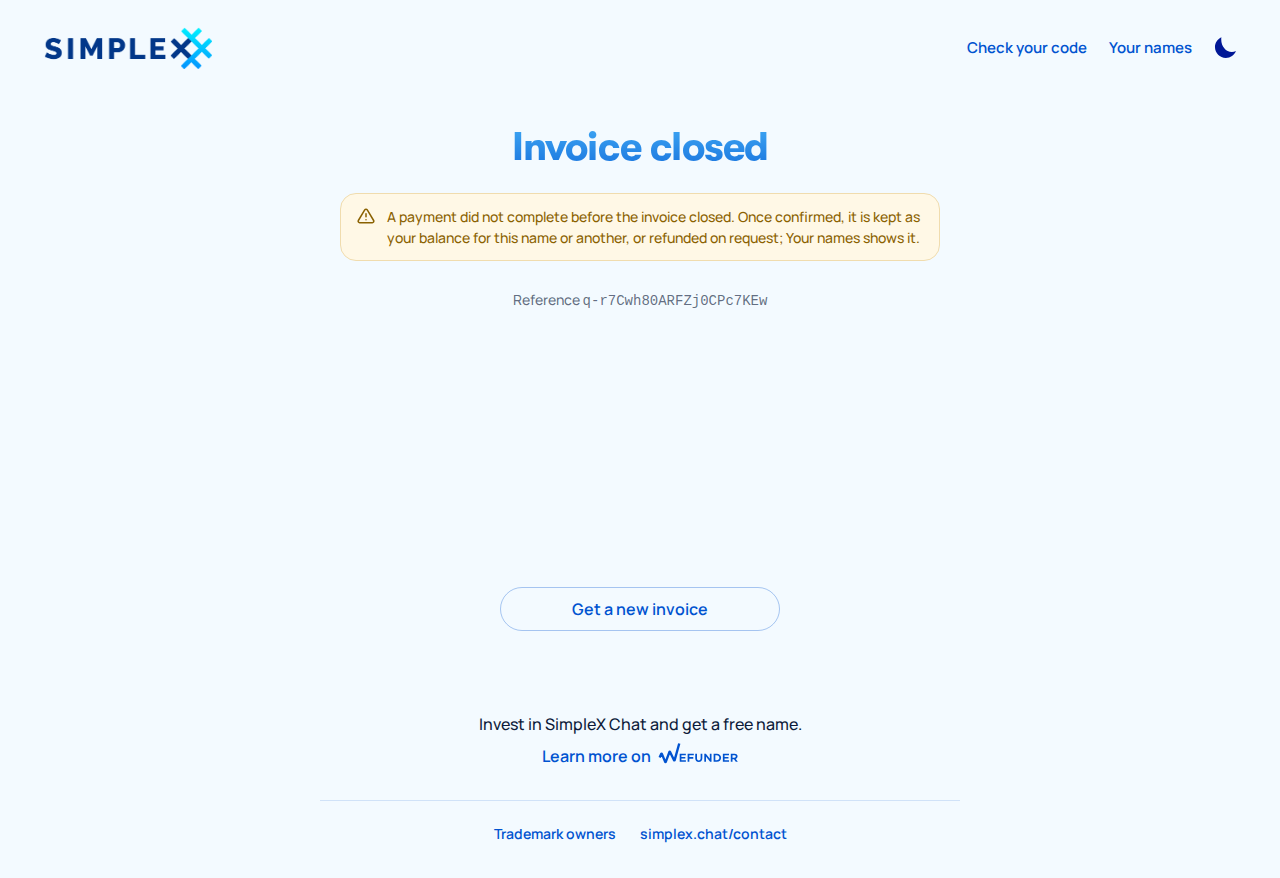 SIMPLEX
Check your code
Your names
Invoice closed
A payment did not complete before the invoice closed. Once confirmed, it is kept as
your balance for this name or another, or refunded on request; Your names shows it.
Reference q-r7Cwh80ARFZj0CPc7KEw
Get a new invoice
Invest in SimpleX Chat and get a free name.
Learn more on WEFUNDER
Trademark owners
simplex.chat/contact